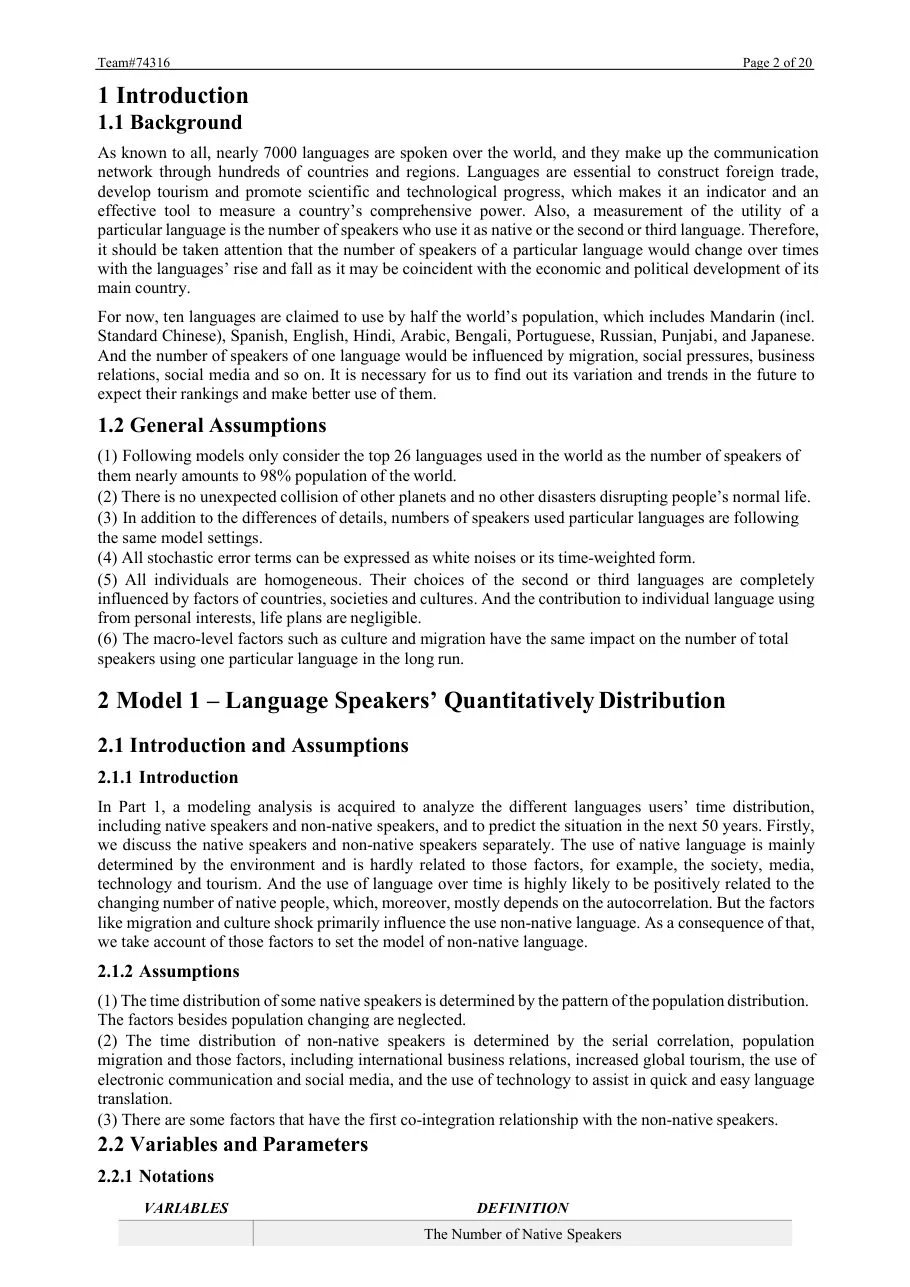 Team#74316 Page 2 of 20
1 Introduction
1.1 Background
As known to all, nearly 7000 languages are spoken over the world, and they make up the communication
network through hundreds of countries and regions. Languages are essential to construct foreign trade,
develop tourism and promote scientific and technological progress, which makes it an indicator and an
effective tool to measure a country’s comprehensive power. Also, a measurement of the utility of a
particular language is the number of speakers who use it as native or the second or third language. Therefore,
it should be taken attention that the number of speakers of a particular language would change over times
with the languages’ rise and fall as it may be coincident with the economic and political development of its
main country.
For now, ten languages are claimed to use by half the world’s population, which includes Mandarin (incl.
Standard Chinese), Spanish, English, Hindi, Arabic, Bengali, Portuguese, Russian, Punjabi, and Japanese.
And the number of speakers of one language would be influenced by migration, social pressures, business
relations, social media and so on. It is necessary for us to find out its variation and trends in the future to
expect their rankings and make better use of them.
1.2 General Assumptions
(1) Following models only consider the top 26 languages used in the world as the number of speakers of
them nearly amounts to 98% population of the world.
(2) There is no unexpected collision of other planets and no other disasters disrupting people’s normal life.
(3) In addition to the differences of details, numbers of speakers used particular languages are following
the same model settings.
(4) All stochastic error terms can be expressed as white noises or its time-weighted form.
(5) All individuals are homogeneous. Their choices of the second or third languages are completely
influenced by factors of countries, societies and cultures. And the contribution to individual language using
from personal interests, life plans are negligible.
(6) The macro-level factors such as culture and migration have the same impact on the number of total
speakers using one particular language in the long run.
2 Model 1 – Language Speakers’ Quantitatively Distribution
2.1 Introduction and Assumptions
2.1.1 Introduction
In Part 1, a modeling analysis is acquired to analyze the different languages users’ time distribution,
including native speakers and non-native speakers, and to predict the situation in the next 50 years. Firstly,
we discuss the native speakers and non-native speakers separately. The use of native language is mainly
determined by the environment and is hardly related to those factors, for example, the society, media,
technology and tourism. And the use of language over time is highly likely to be positively related to the
changing number of native people, which, moreover, mostly depends on the autocorrelation. But the factors
like migration and culture shock primarily influence the use non-native language. As a consequence of that,
we take account of those factors to set the model of non-native language.
2.1.2 Assumptions
(1) The time distribution of some native speakers is determined by the pattern of the population distribution.
The factors besides population changing are neglected.
(2) The time distribution of non-native speakers is determined by the serial correlation, population
migration and those factors, including international business relations, increased global tourism, the use of
electronic communication and social media, and the use of technology to assist in quick and easy language
translation.
(3) There are some factors that have the first co-integration relationship with the non-native speakers.
2.2 Variables and Parameters
2.2.1 Notations
VARIABLES DEFINITION
The Number of Native Speakers